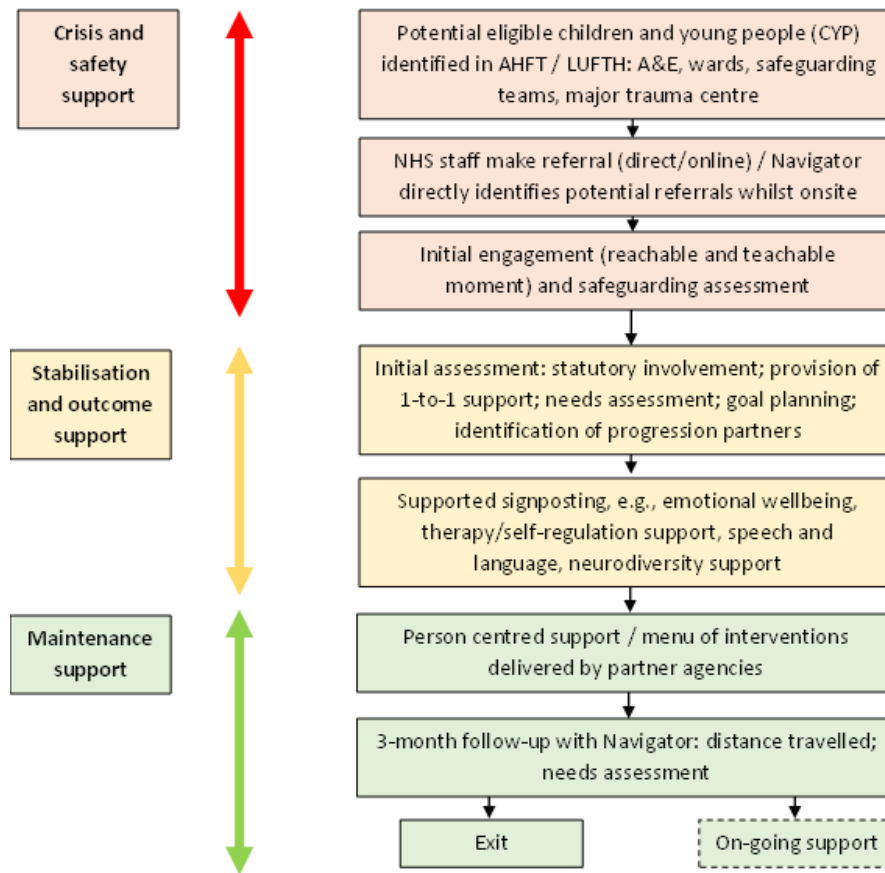 Crisis and
safety
support
Potential eligible children and young people (CYP)
identified in AHFT / LUFTH: A&E, wards, safeguarding
teams, major trauma centre
NHS staff make referral (direct/online) / Navigator
directly identifies potential referrals whilst onsite
Initial engagement (reachable and teachable
moment) and safeguarding assessment
Stabilisation
and outcome
support
Initial assessment: statutory involvement; provision of
1-to-1 support; needs assessment; goal planning;
identification of progression partners
Supported signposting, e.g., emotional wellbeing,
therapy/self-regulation support, speech and
language, neurodiversity support
Maintenance
support
Person centred support / menu of interventions
delivered by partner agencies
3-month follow-up with Navigator: distance travelled;
needs assessment
Exit
On-going support